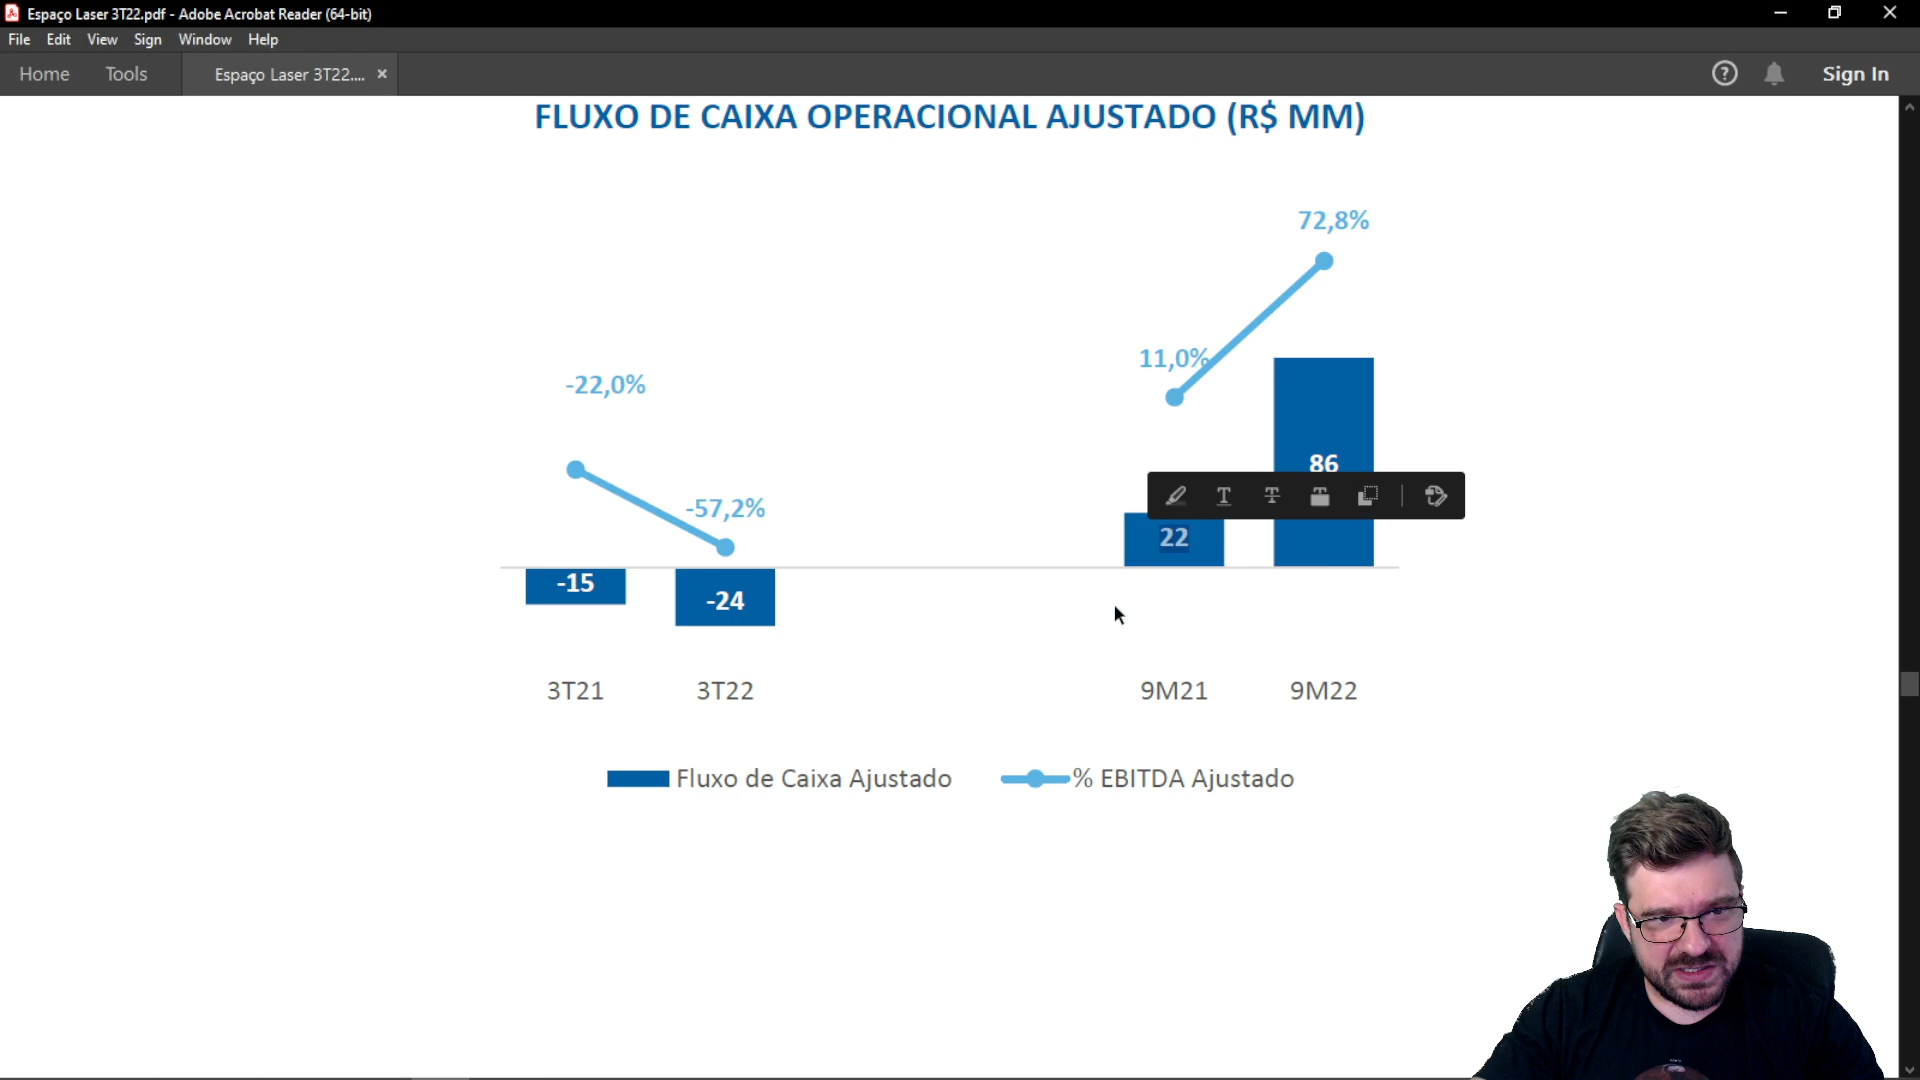 Espaço Laser 3T22.pdf - Adobe Acrobat Reader (64-bit)
File Edit View Sign Window Help
Home Tools Espaço Laser 3T22.... × ? Sign In
FLUXO DE CAIXA OPERACIONAL AJUSTADO (R$ MM)
72,8%
11,0%
-22,0%
86
-57,2%
22
-15
-24
3T21 3T22 9M21 9M22
Fluxo de Caixa Ajustado % EBITDA Ajustado